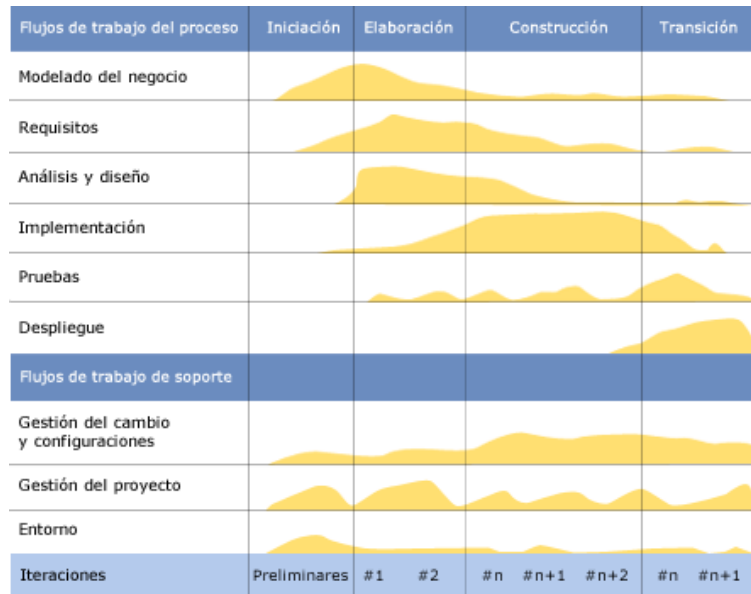 Flujos de trabajo del proceso Iniciación Elaboración Construcción Transición
Modelado del negocio
Requisitos
Análisis y diseño
Implementación
Pruebas
Despliegue
Flujos de trabajo de soporte
Gestión del cambio
y configuraciones
Gestión del proyecto
Entorno
Iteraciones Preliminares #1 #2 #n #n+1 #n+2 #n #n+1